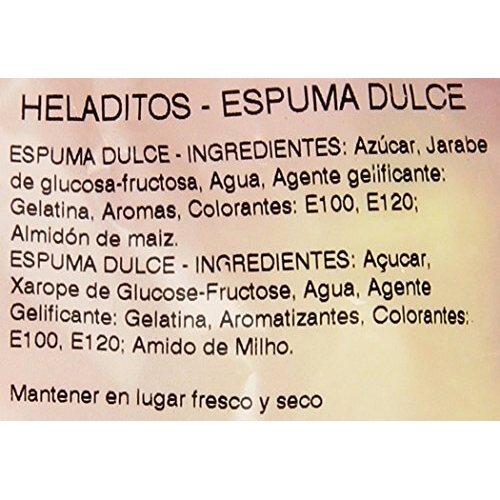 HELADITOS - ESPUMA DULCE
ESPUMA DULCE - INGREDIENTES: Azúcar, Jarabe
de glucosa-fructosa, Agua, Agente gelificante:
Gelatina, Aromas, Colorantes: E100, E120;
Almidón de maiz.
ESPUMA DULCE - INGREDIENTES: Açucar,
Xarope de Glucose-Fructose, Agua, Agente
Gelificante: Gelatina, Aromatizantes, Colorantes:
E100, E120; Amido de Milho.
Mantener en lugar fresco y seco